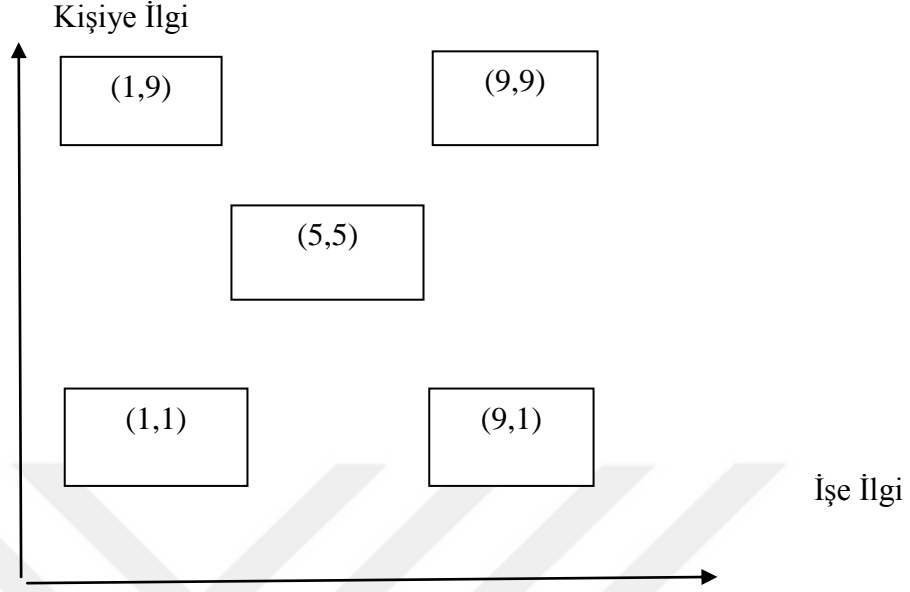 Kişiye İlgi
(1,9)
(9,9)
(5,5)
(1,1)
(9,1)
İşe İlgi